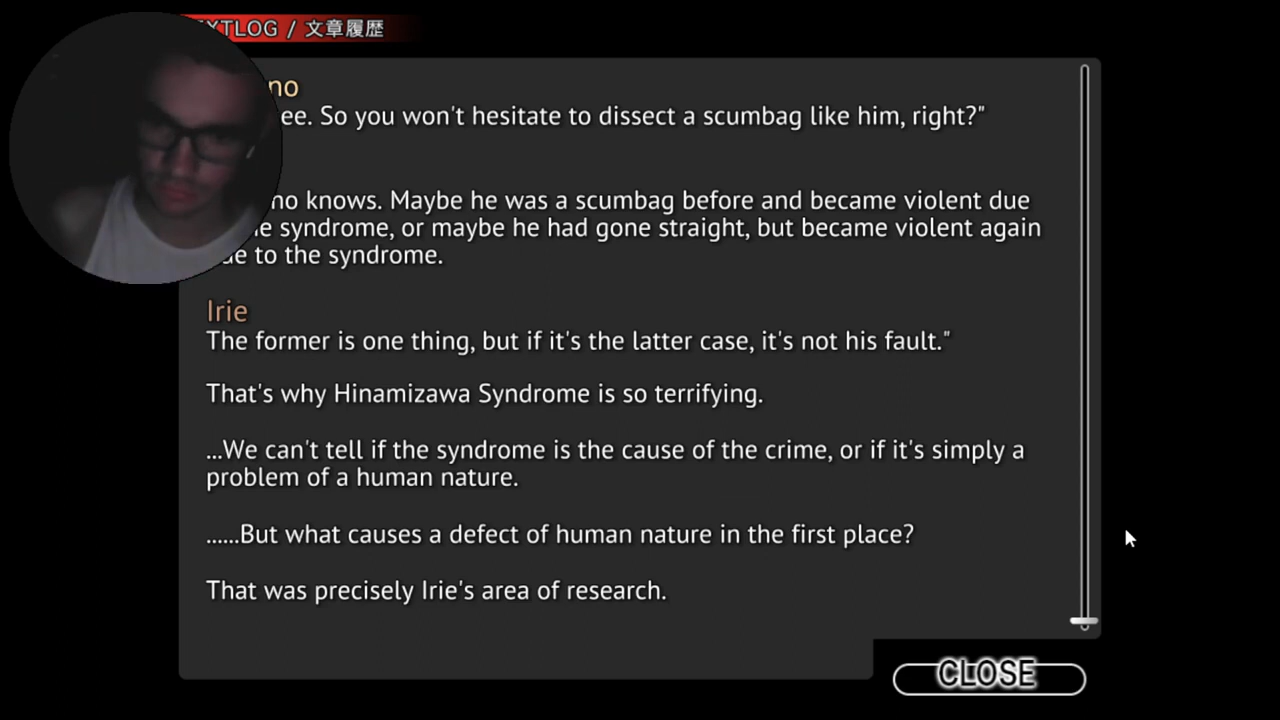 TLOG / 文章履歴
no
ee. So you won't hesitate to dissect a scumbag like him, right?"
no knows. Maybe he was a scumbag before and became violent due
syndrome, or maybe he had gone straight, but became violent again
to the syndrome.
Irie
The former is one thing, but if it's the latter case, it's not his fault."
That's why Hinamizawa Syndrome is so terrifying.
...We can't tell if the syndrome is the cause of the crime, or if it's simply a
problem of a human nature.
......But what causes a defect of human nature in the first place?
That was precisely Irie's area of research.
CLOSE